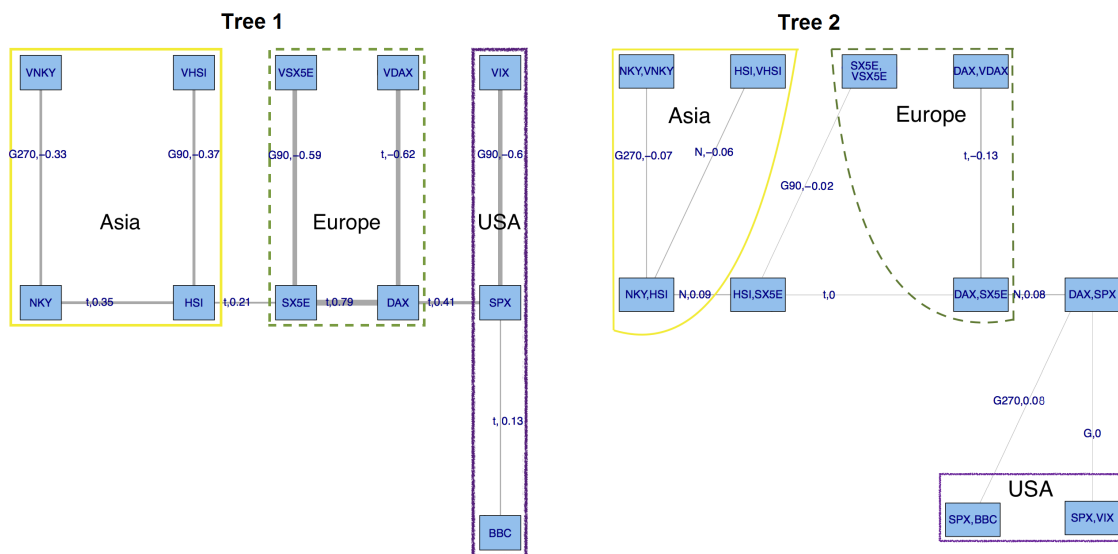 Tree 1
VNKY
VHSI
VSX5E
VDAX
VIX
G270,−0.33
G90,−0.37
G90,−0.59
t,−0.62
G90,−0.6
Asia
Europe
USA
NKY
t,0.35
HSI
t,0.21
SX5E
t,0.79
DAX
t,0.41
SPX
t,0.13
BBC
Tree 2
NKY,VNKY
HSI,VHSI
SX5E,
VSX5E
DAX,VDAX
Asia
Europe
G270,−0.07
N,−0.06
G90,−0.02
t,−0.13
NKY,HSI
N,0.09
HSI,SX5E
t,0
DAX,SX5E
N,0.08
DAX,SPX
G270,0.08
G,0
USA
SPX,BBC
SPX,VIX